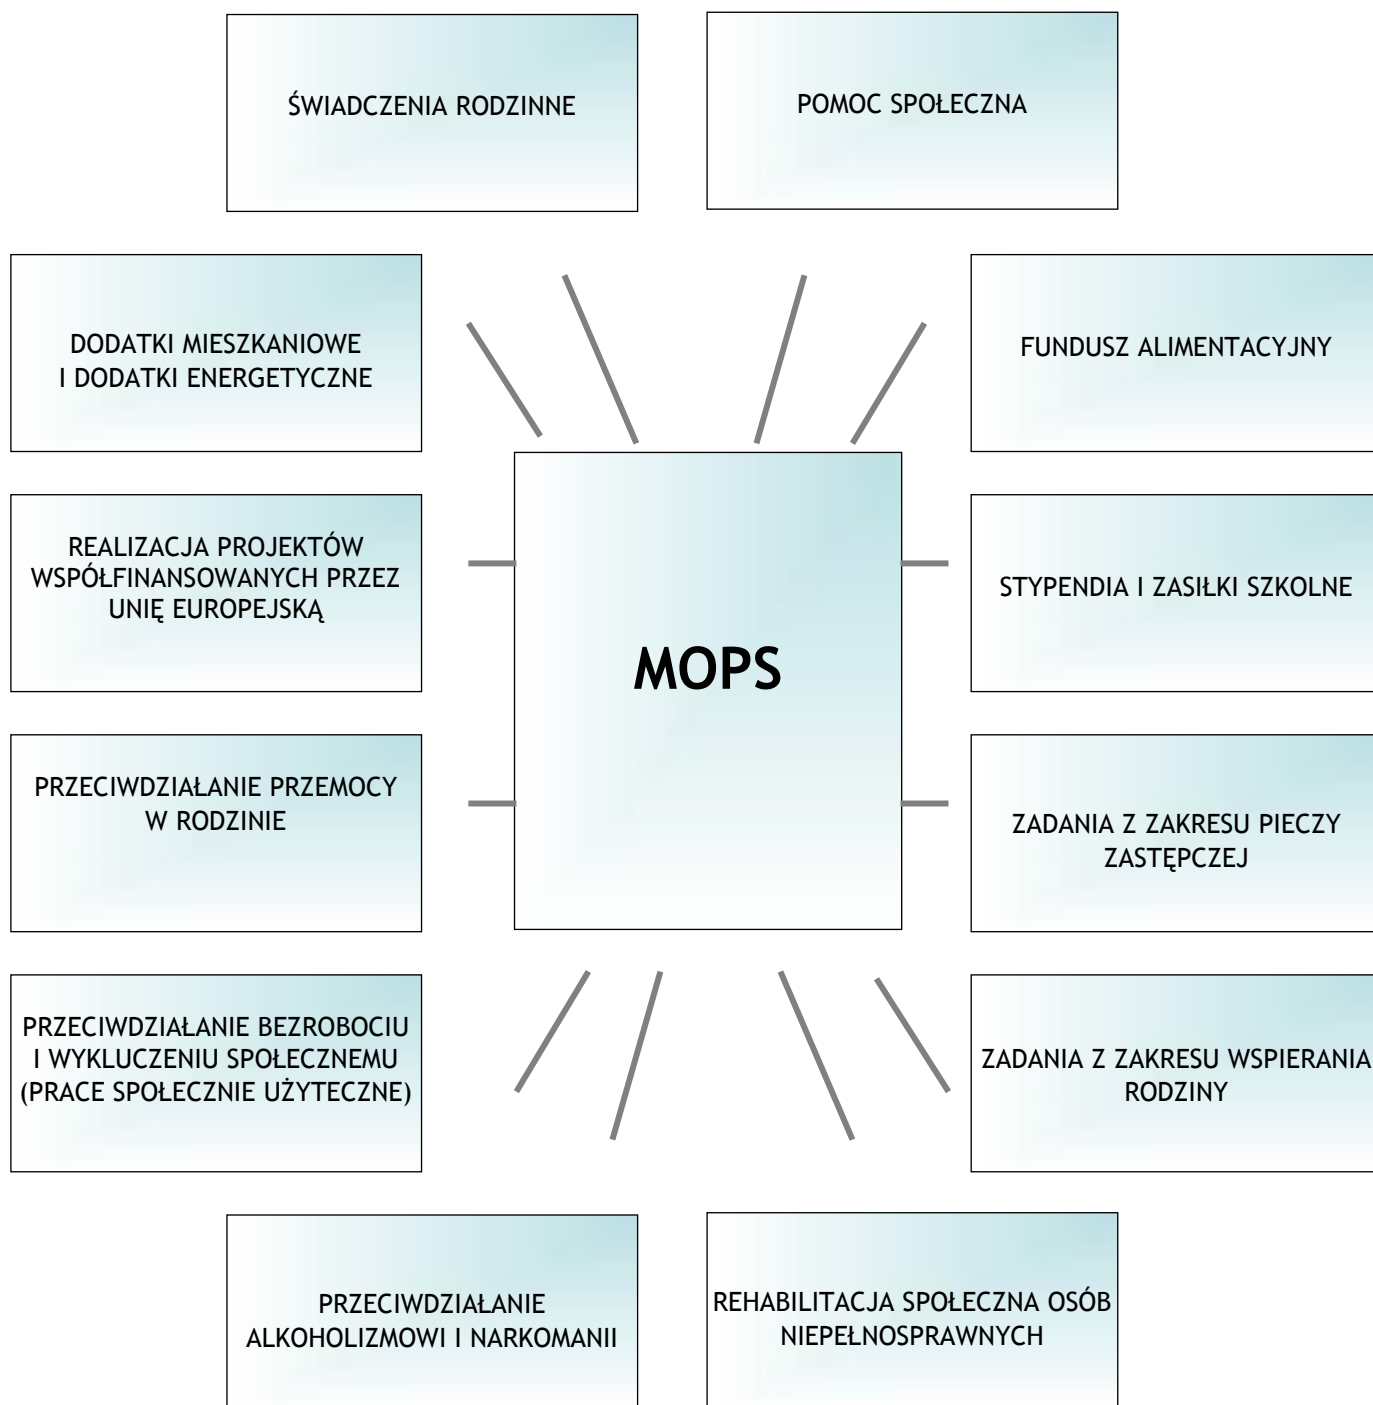 ŚWIADCZENIA RODZINNE
POMOC SPOŁECZNA
DODATKI MIESZKANIOWE
I DODATKI ENERGETYCZNE
FUNDUSZ ALIMENTACYJNY
REALIZACJA PROJEKTÓW
WSPÓŁFINANSOWANYCH PRZEZ
UNIĘ EUROPEJSKĄ
STYPENDIA I ZASIŁKI SZKOLNE
MOPS
PRZECIWDZIAŁANIE PRZEMOCY
W RODZINIE
ZADANIA Z ZAKRESU PIECZY
ZASTĘPCZEJ
PRZECIWDZIAŁANIE BEZROBOCIU
I WYKLUCZENIU SPOŁECZNEMU
(PRACE SPOŁECZNIE UŻYTECZNE)
ZADANIA Z ZAKRESU WSPIERANIA
RODZINY
PRZECIWDZIAŁANIE
ALKOHOLIZMOWI I NARKOMANII
REHABILITACJA SPOŁECZNA OSÓB
NIEPEŁNOSPRAWNYCH